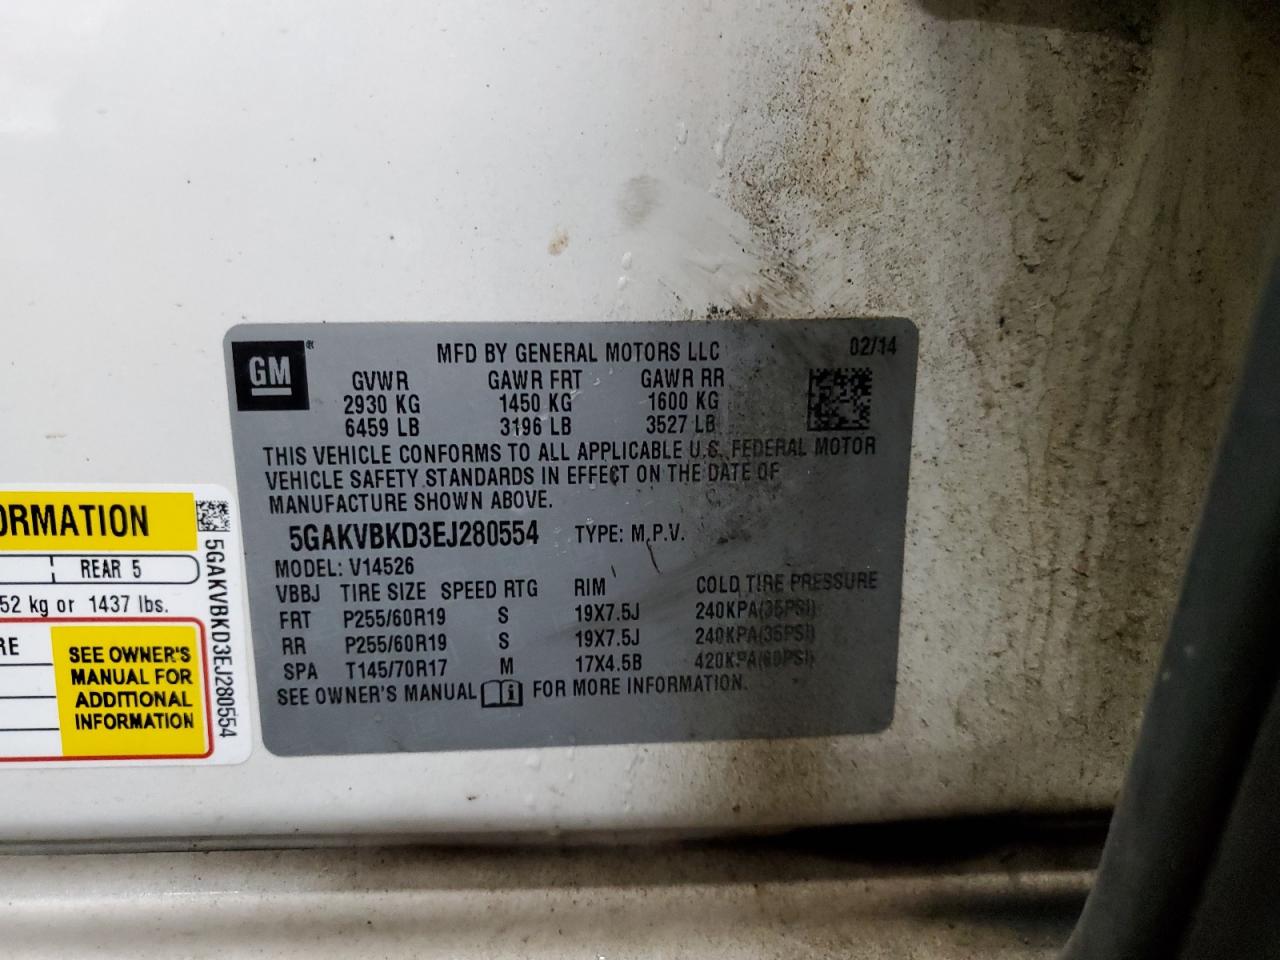 GM ®
MFD BY GENERAL MOTORS LLC 02/14
GVWR GAWR FRT GAWR RR
2930 KG 1450 KG 1600 KG
6459 LB 3196 LB 3527 LB
THIS VEHICLE CONFORMS TO ALL APPLICABLE U.S. FEDERAL MOTOR
VEHICLE SAFETY STANDARDS IN EFFECT ON THE DATE OF
MANUFACTURE SHOWN ABOVE.
5GAKVBKD3EJ280554 TYPE: M.P.V.
MODEL: V14526
VBBJ TIRE SIZE SPEED RTG RIM COLD TIRE PRESSURE
FRT P255/60R19 S 19X7.5J 240KPA(35PSI)
RR P255/60R19 S 19X7.5J 240KPA(35PSI)
SPA T145/70R17 M 17X4.5B 420KPA(60PSI)
SEE OWNER'S MANUAL FOR MORE INFORMATION.
ORMATION
REAR 5
52 kg or 1437 lbs.
RE
SEE OWNER'S
MANUAL FOR
ADDITIONAL
INFORMATION
5GAKVBKD3EJ280554